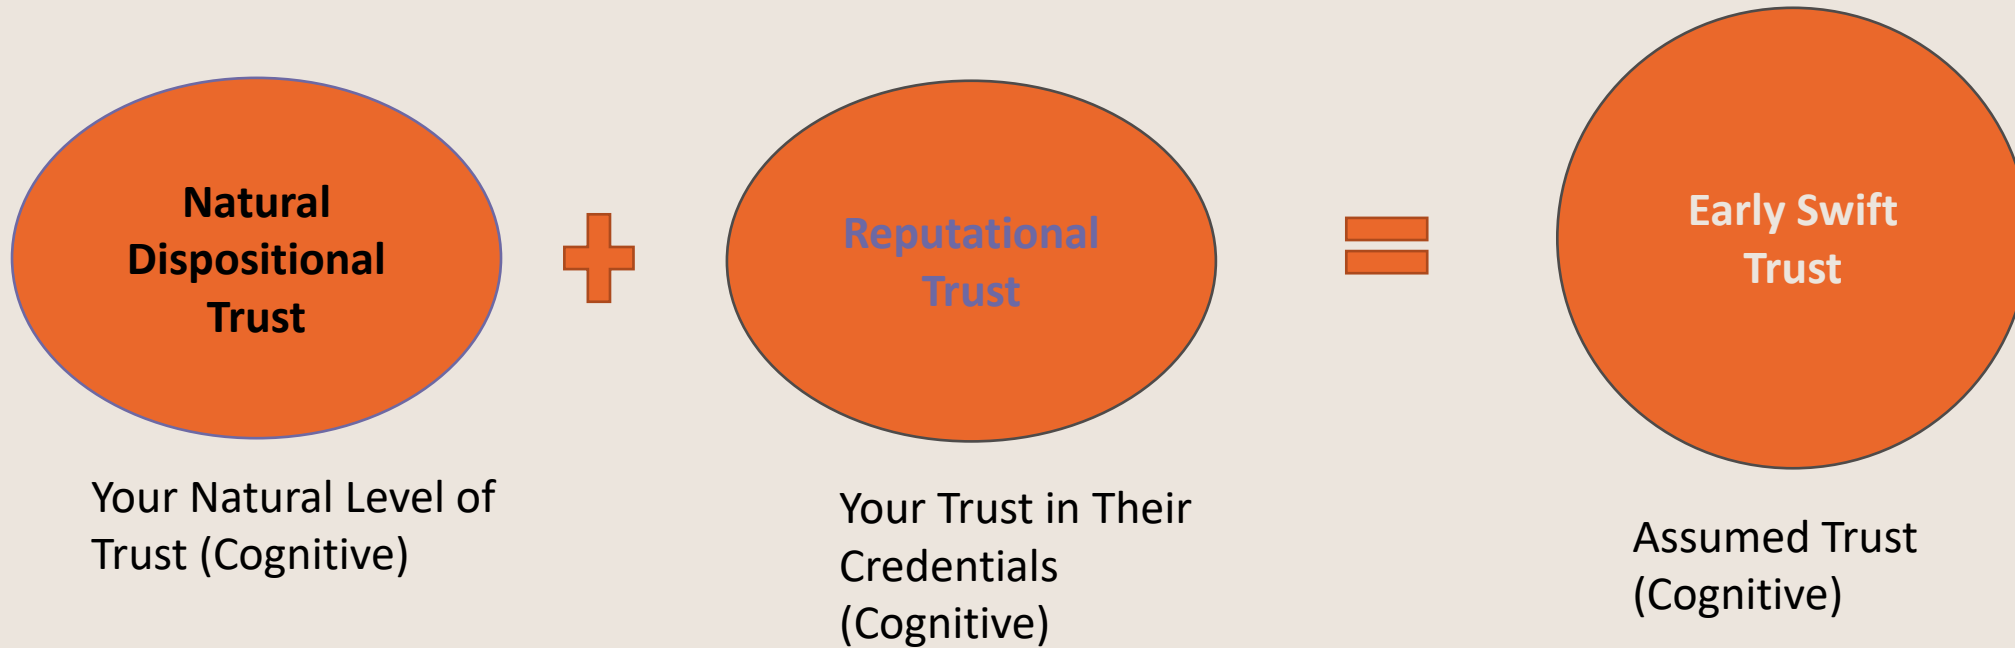 Natural
Dispositional
Trust
Your Natural Level of
Trust (Cognitive)
Reputational
Trust
Your Trust in Their
Credentials
(Cognitive)
Early Swift
Trust
Assumed Trust
(Cognitive)